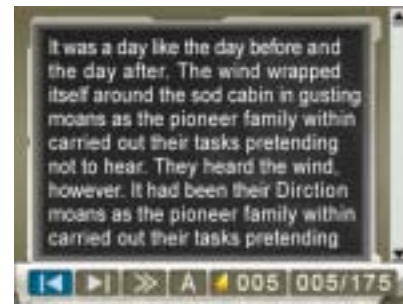 It was a day like the day before and
the day after. The wind wrapped
itself around the sod cabin in gusting
moans as the pioneer family within
carried out their tasks pretending
not to hear. They heard the wind,
however. It had been their Dirction
moans as the pioneer family within
carried out their tasks pretending
A 005 005/175